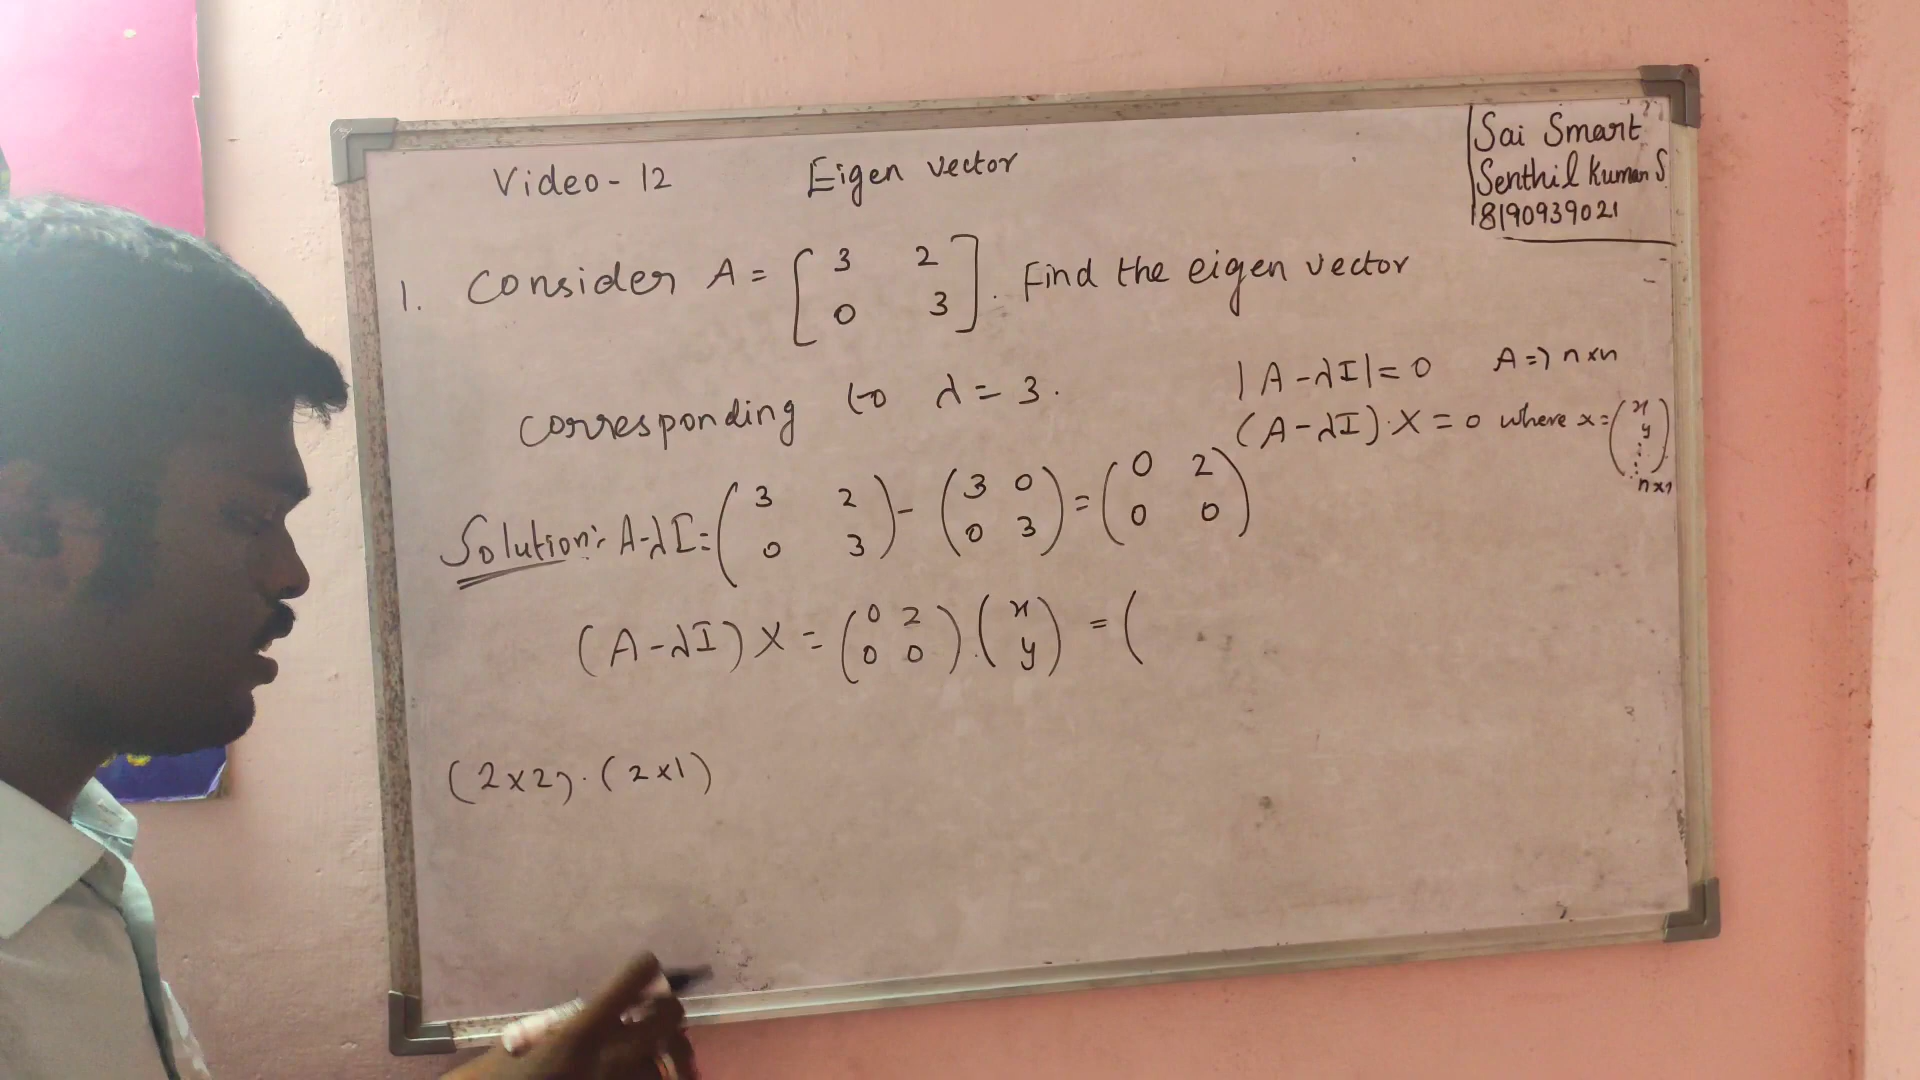 Video - 12 Eigen vector
Sai Smart
Senthil Kumar S
8190939021
1. Consider A = [ 3 2
0 3 ]. Find the eigen vector
corresponding to λ = 3.
|A - λI| = 0 A => n×n
(A - λI)·X = 0 where x = ( x
y
⋮ )
n×1
Solution:- A-λI = ( 3 2
0 3 ) - ( 3 0
0 3 ) = ( 0 2
0 0 )
(A-λI) X = ( 0 2
0 0 ) . ( x
y ) = (
(2×2) · (2×1)